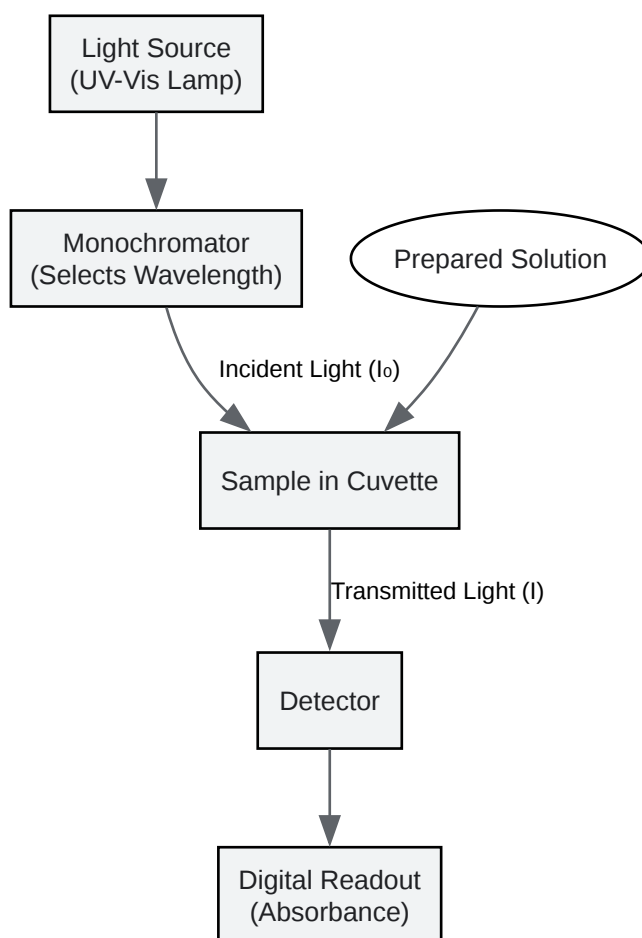 Light Source
(UV-Vis Lamp)
Monochromator
(Selects Wavelength)
Prepared Solution
Incident Light (I₀)
Sample in Cuvette
Transmitted Light (I)
Detector
Digital Readout
(Absorbance)